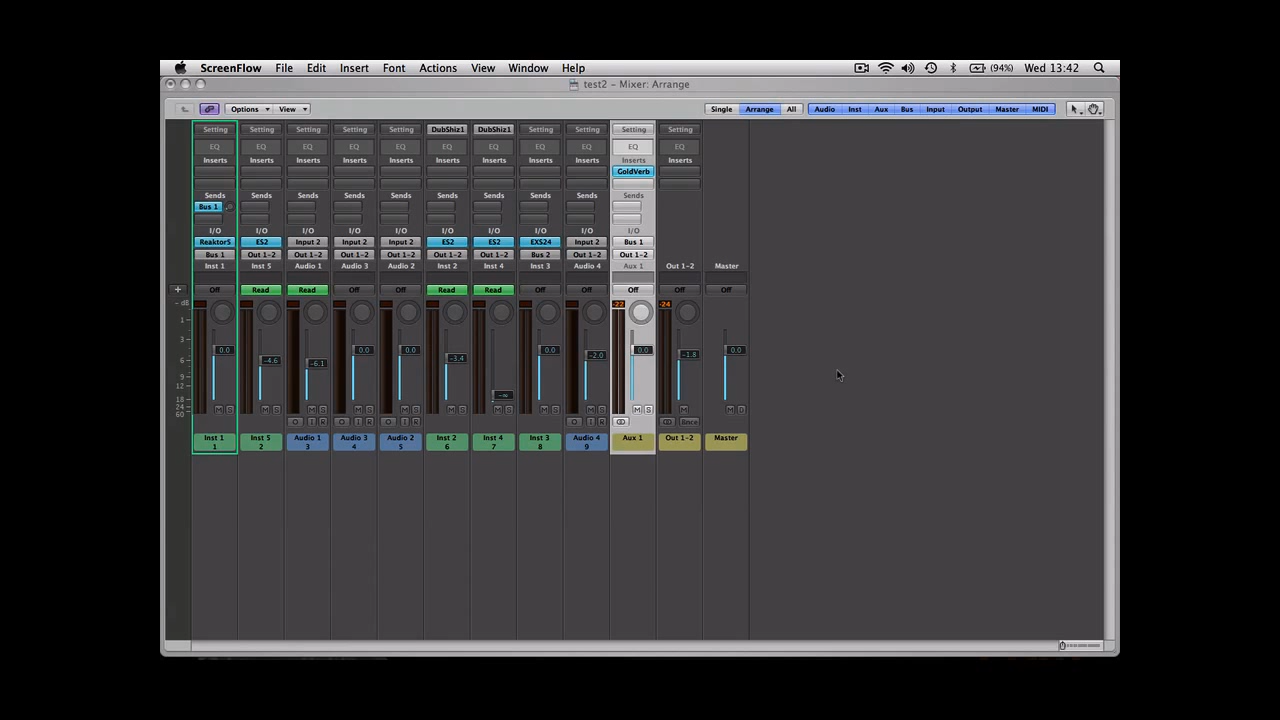 ScreenFlow File Edit Insert Font Actions View Window Help (94%) Wed 13:42
test2 – Mixer: Arrange
Options View Single Arrange All Audio Inst Aux Bus Input Output Master MIDI
Setting Setting Setting Setting Setting DubShiz1 DubShiz1 Setting Setting Setting Setting
EQ EQ EQ EQ EQ EQ EQ EQ EQ EQ EQ
Inserts Inserts Inserts Inserts Inserts Inserts Inserts Inserts Inserts Inserts Inserts
GoldVerb
Sends Sends Sends Sends Sends Sends Sends Sends Sends Sends
Bus 1
I/O I/O I/O I/O I/O I/O I/O I/O I/O I/O
Reaktor5 ES2 Input 2 Input 2 Input 2 ES2 ES2 EXS24 Input 2 Bus 1
Bus 1 Out 1-2 Out 1-2 Out 1-2 Out 1-2 Out 1-2 Out 1-2 Bus 2 Out 1-2 Out 1-2
Inst 1 Inst 5 Audio 1 Audio 3 Audio 2 Inst 2 Inst 4 Inst 3 Audio 4 Aux 1 Out 1-2 Master
+ Off Read Read Off Off Read Read Off Off Off Off Off
- dB -22 -24
1
3
0.0 -4.6 -6.1 0.0 0.0 -3.4 0.0 -2.0 0.0 -1.8 0.0
6
9
12
18 -∞
24 M S M S M S M S M S M S M S M S M S M S M M D
60
I R I R I R I R Bnce
Inst 1 Inst 5 Audio 1 Audio 3 Audio 2 Inst 2 Inst 4 Inst 3 Audio 4 Aux 1 Out 1-2 Master
1 2 3 4 5 6 7 8 9